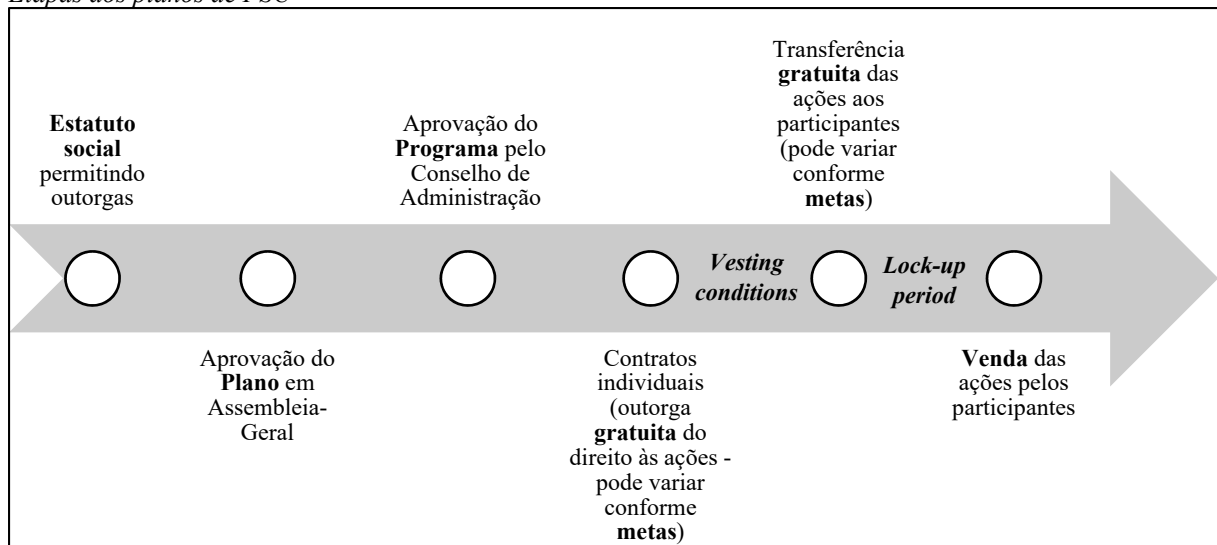 Etapas dos planos de PSU
Estatuto
social
permitindo
outorgas
Aprovação do
Plano em
Assembleia-
Geral
Aprovação do
Programa pelo
Conselho de
Administração
Contratos
individuais
(outorga
gratuita do
direito às ações -
pode variar
conforme
metas)
Vesting
conditions
Transferência
gratuita das
ações aos
participantes
(pode variar
conforme
metas)
Lock-up
period
Venda das
ações pelos
participantes